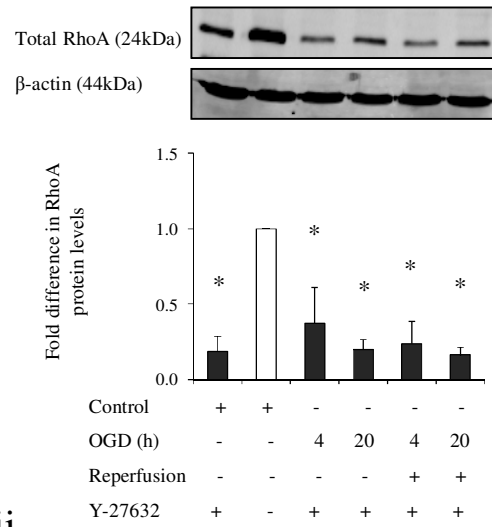 Total RhoA (24kDa)
β-actin (44kDa)
Fold difference in RhoA
protein levels
1.5
1.0
0.5
0.0
* * * * *
Control + + - - - -
OGD (h) - - 4 20 4 20
Reperfusion - - - - + +
Y-27632 + - + + + +